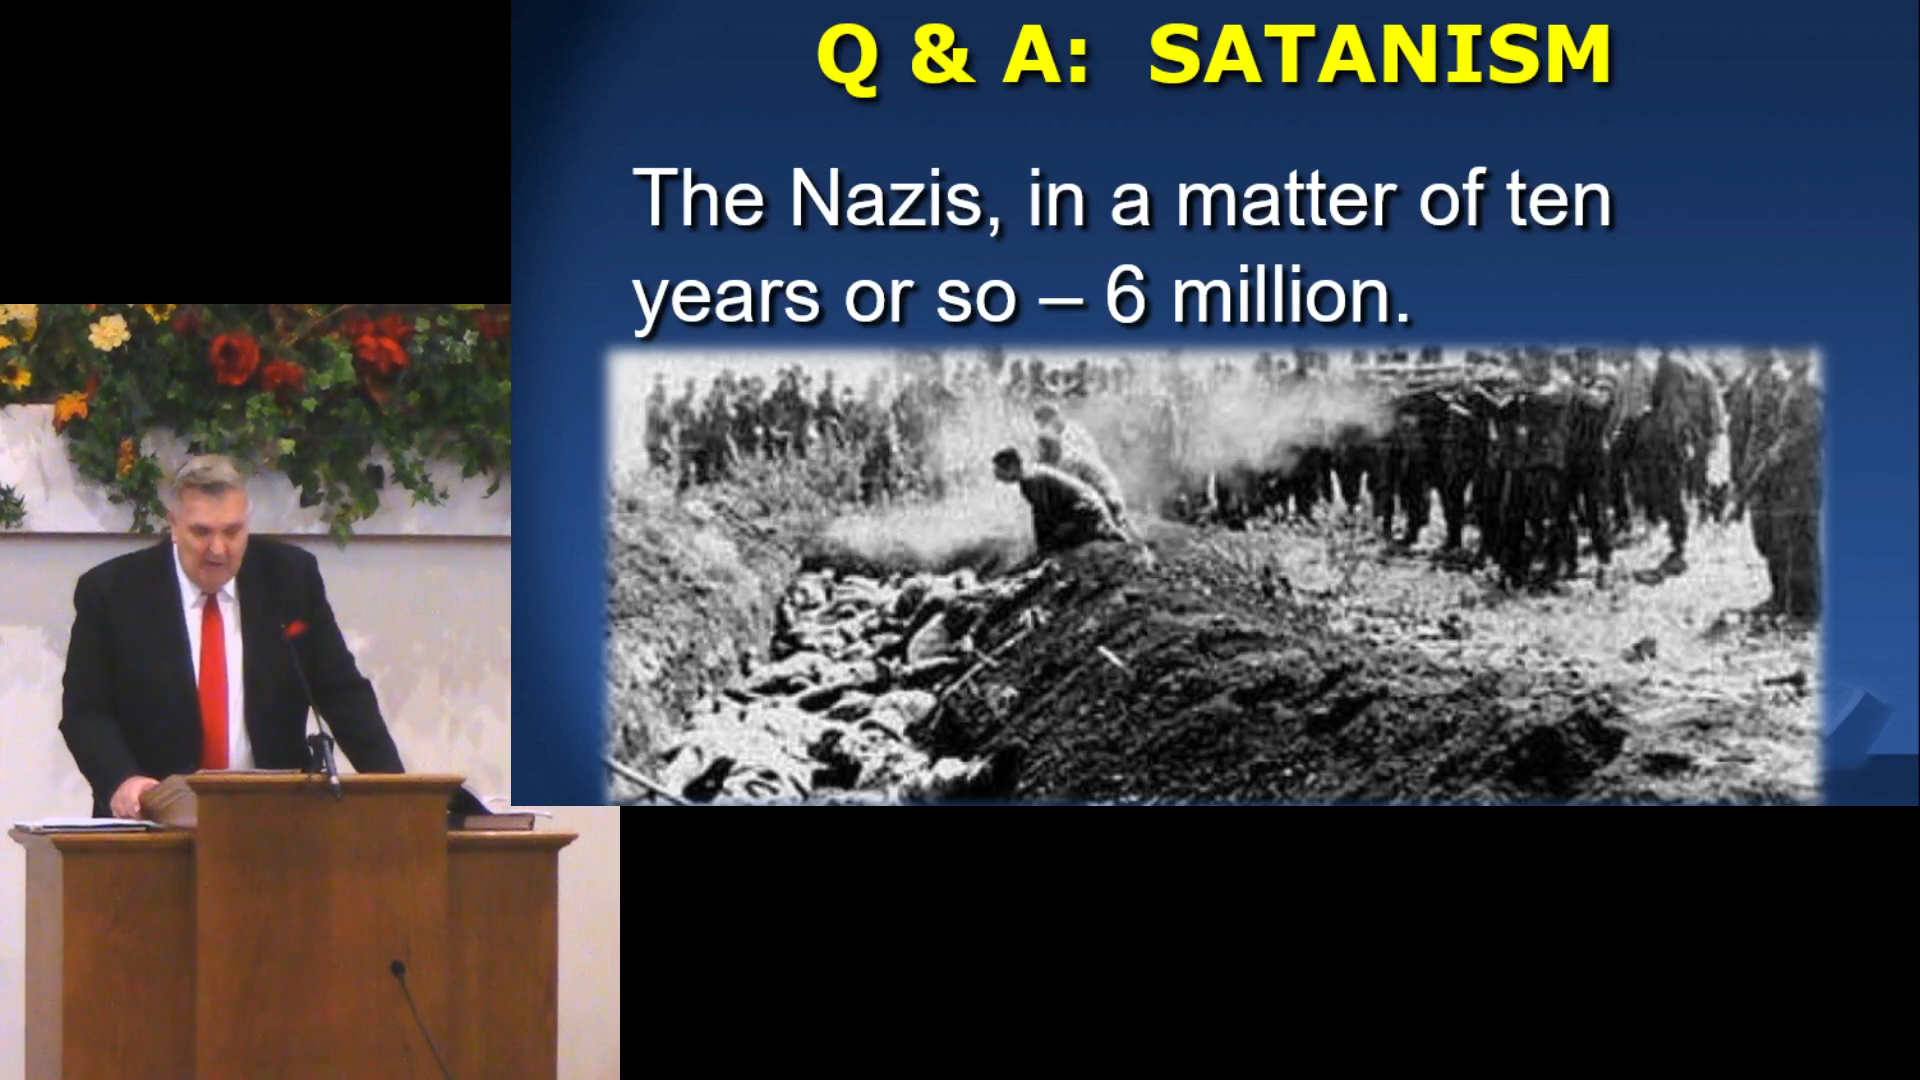 Q & A: SATANISM
The Nazis, in a matter of ten
years or so – 6 million.